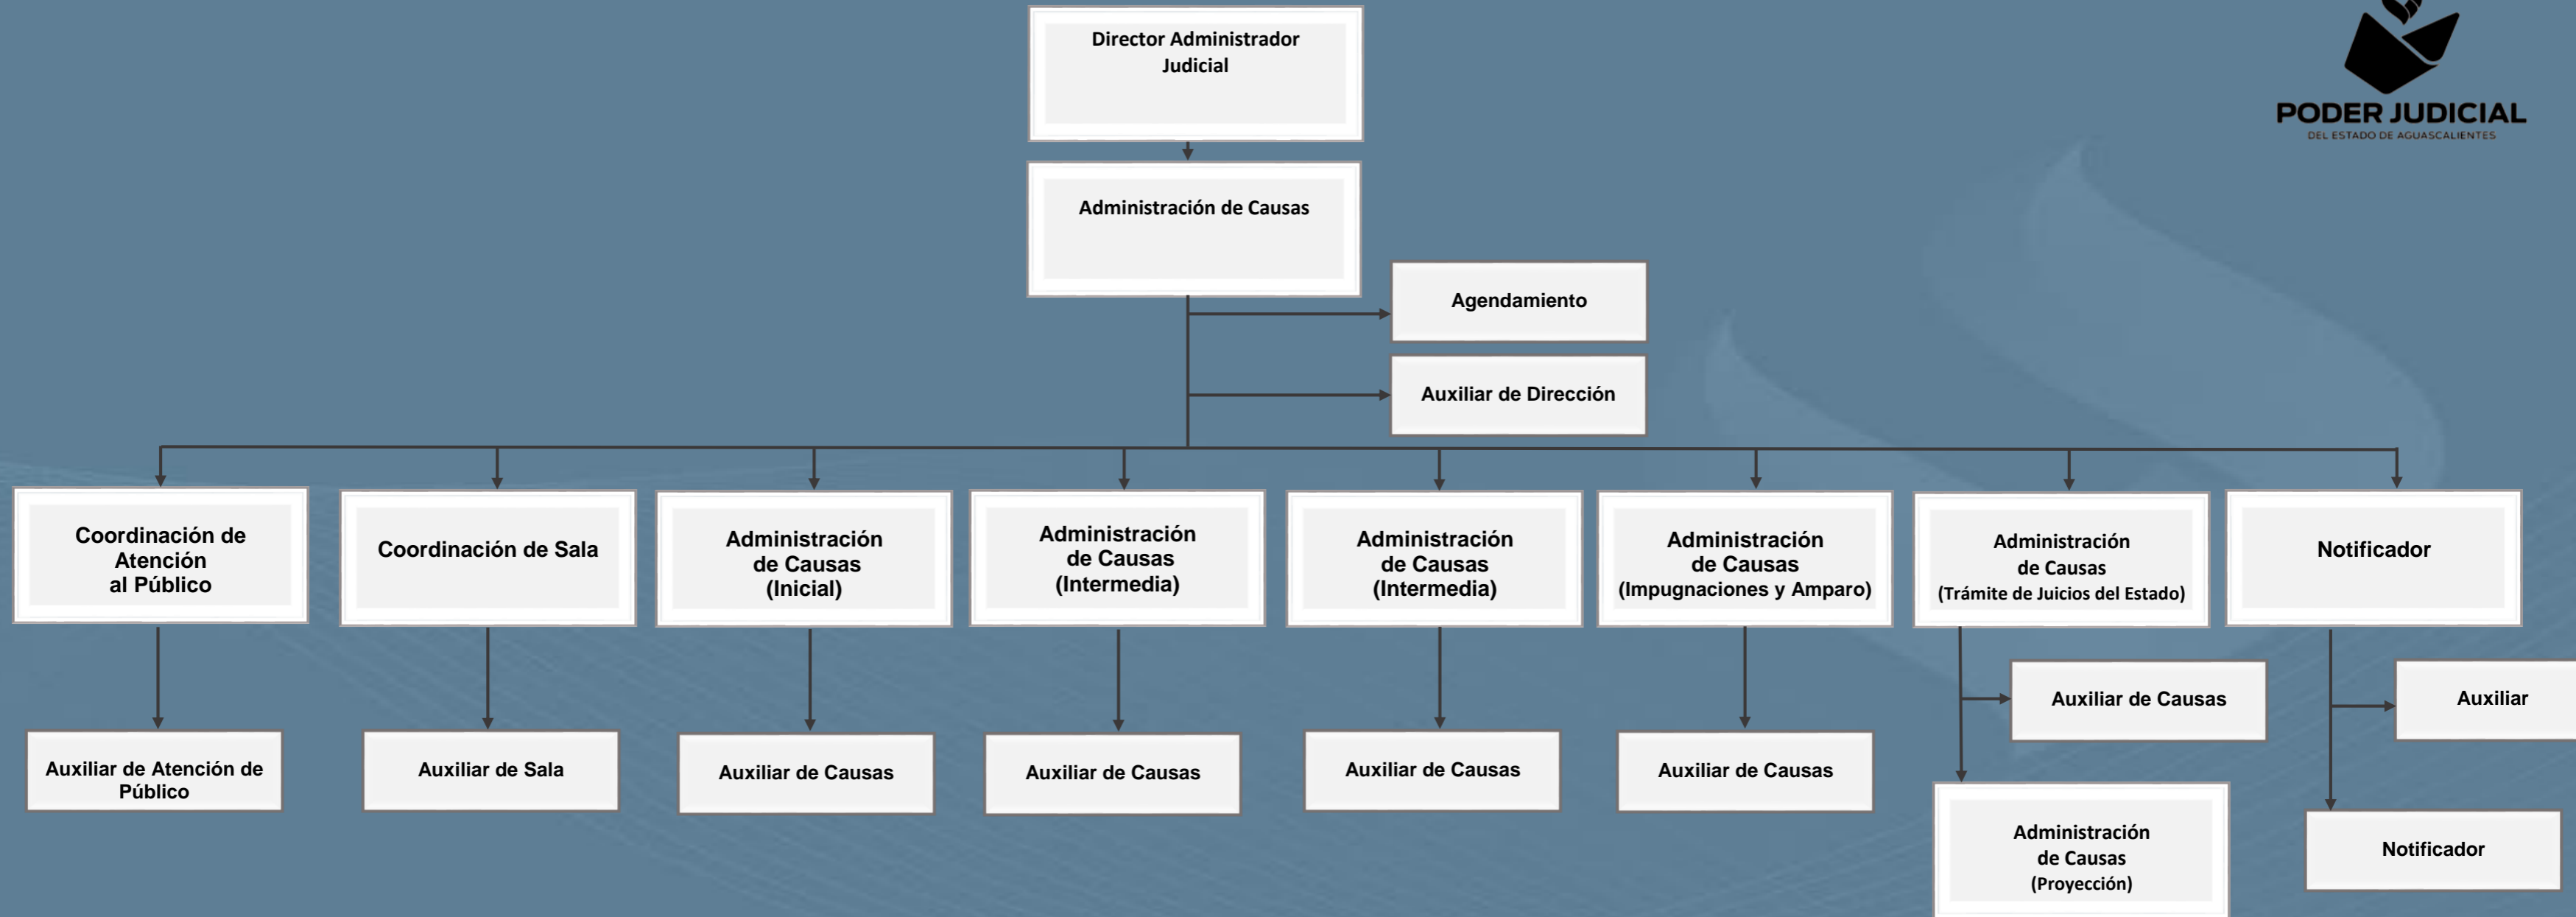 Director Administrador
Judicial
PODER JUDICIAL
DEL ESTADO DE AGUASCALIENTES
Administración de Causas
Agendamiento
Auxiliar de Dirección
Coordinación de
Atención
al Público
Coordinación de Sala
Administración
de Causas
(Inicial)
Administración
de Causas
(Intermedia)
Administración
de Causas
(Intermedia)
Administración
de Causas
(Impugnaciones y Amparo)
Administración
de Causas
(Trámite de Juicios del Estado)
Notificador
Auxiliar de Atención de
Público
Auxiliar de Sala
Auxiliar de Causas
Auxiliar de Causas
Auxiliar de Causas
Auxiliar de Causas
Auxiliar de Causas
Administración
de Causas
(Proyección)
Auxiliar
Notificador